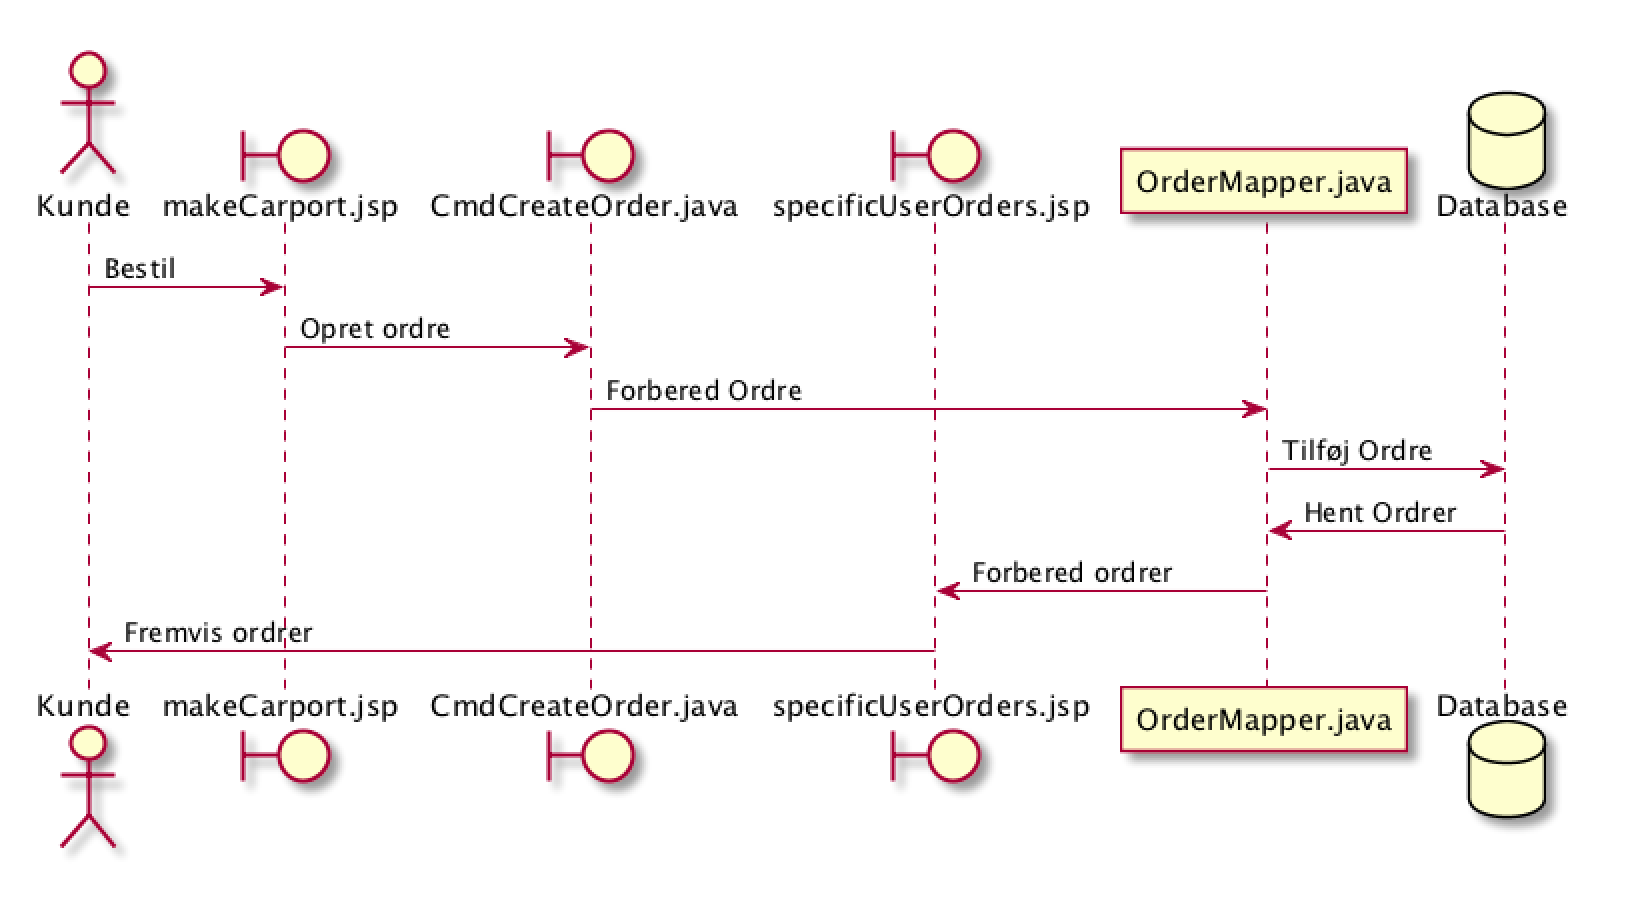 Kunde
makeCarport.jsp
CmdCreateOrder.java
specificUserOrders.jsp
OrderMapper.java
Database
Bestil
Opret ordre
Forbered Ordre
Tilføj Ordre
Hent Ordrer
Forbered ordrer
Fremvis ordrer
Kunde
makeCarport.jsp
CmdCreateOrder.java
specificUserOrders.jsp
OrderMapper.java
Database